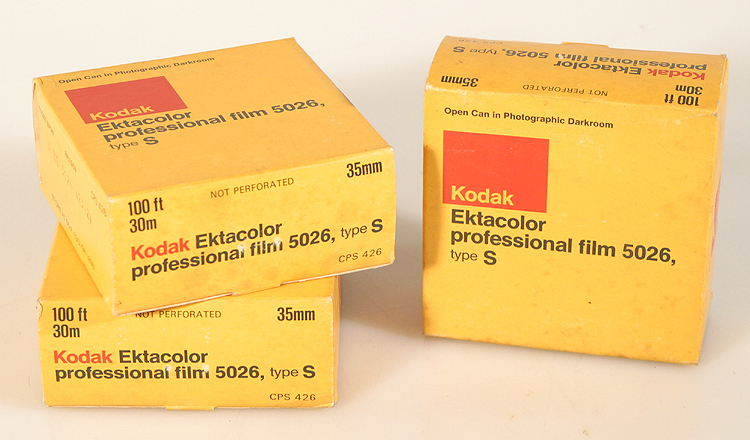 Open Can in Photographic Darkroom
Kodak
Ektacolor
professional film 5026,
type S
100 ft
30m
NOT PERFORATED
35mm
Kodak Ektacolor
professional film 5026, type S
CPS 426
100 ft
30m
NOT PERFORATED
35mm
Kodak Ektacolor
professional film 5026, type S
CPS 426
CPS 426
Kodak Ektacolor
professional film 5026, type S
35mm
NOT PERFORATED
100 ft
30m
Open Can in Photographic Darkroom
Kodak
Ektacolor
professional film 5026,
type S